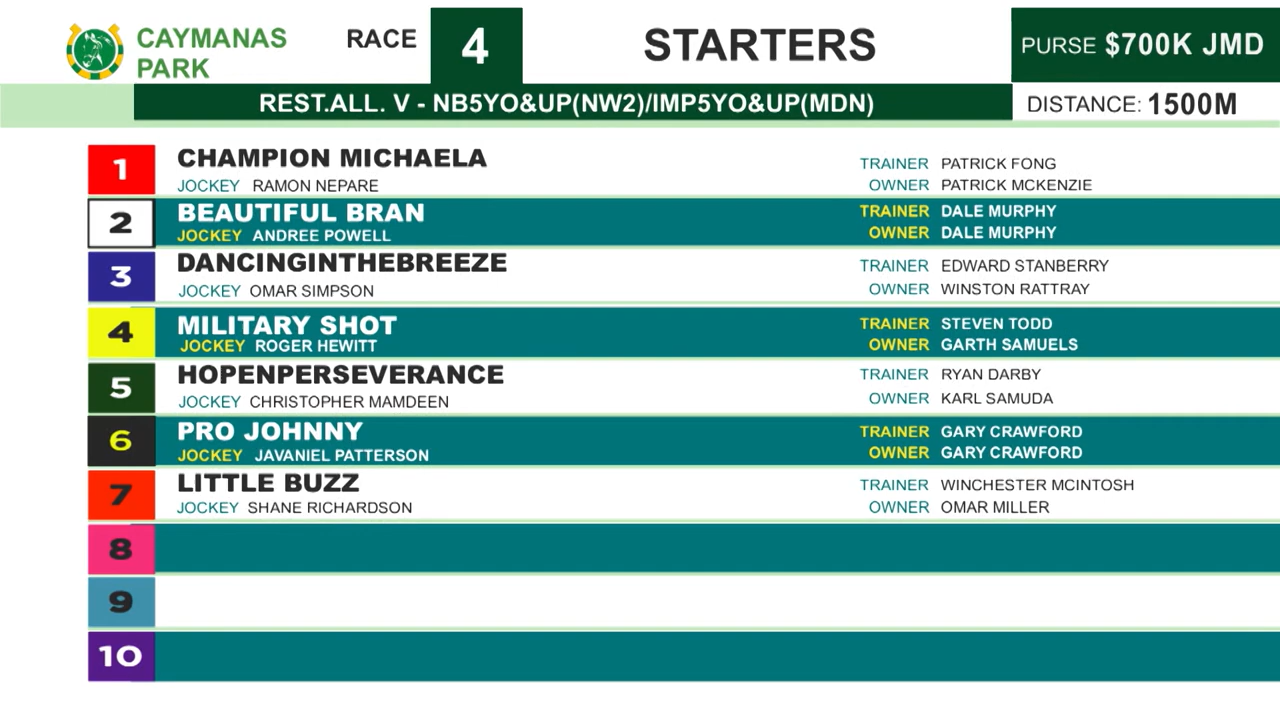 CAYMANAS PARK
RACE 4
STARTERS
PURSE $700K JMD
REST.ALL. V - NB5YO&UP(NW2)/IMP5YO&UP(MDN)
DISTANCE: 1500M
1 CHAMPION MICHAELA
JOCKEY RAMON NEPARE
TRAINER PATRICK FONG
OWNER PATRICK MCKENZIE
2 BEAUTIFUL BRAN
JOCKEY ANDREE POWELL
TRAINER DALE MURPHY
OWNER DALE MURPHY
3 DANCINGINTHEBREEZE
JOCKEY OMAR SIMPSON
TRAINER EDWARD STANBERRY
OWNER WINSTON RATTRAY
4 MILITARY SHOT
JOCKEY ROGER HEWITT
TRAINER STEVEN TODD
OWNER GARTH SAMUELS
5 HOPENPERSEVERANCE
JOCKEY CHRISTOPHER MAMDEEN
TRAINER RYAN DARBY
OWNER KARL SAMUDA
6 PRO JOHNNY
JOCKEY JAVANIEL PATTERSON
TRAINER GARY CRAWFORD
OWNER GARY CRAWFORD
7 LITTLE BUZZ
JOCKEY SHANE RICHARDSON
TRAINER WINCHESTER MCINTOSH
OWNER OMAR MILLER
8
9
10